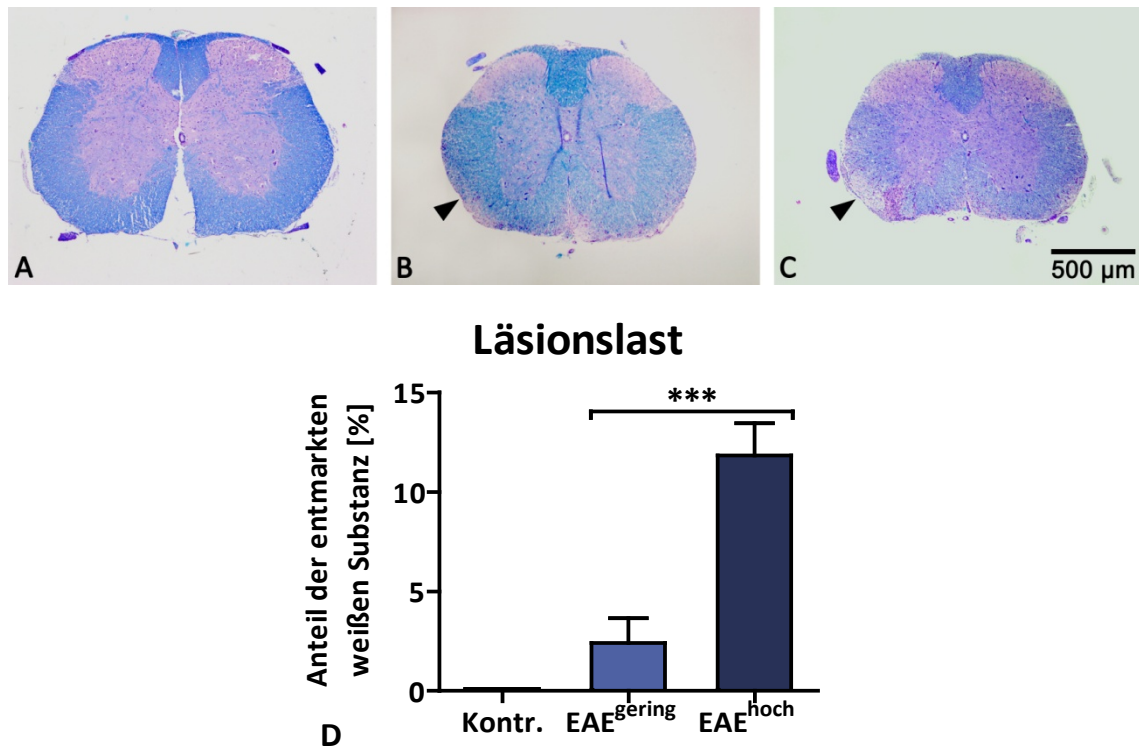 A
B
C
500 µm
Läsionslast
Anteil der entmarkten
weißen Substanz [%]
15
10
5
0
***
Kontr.
EAE^gering
EAE^hoch
D